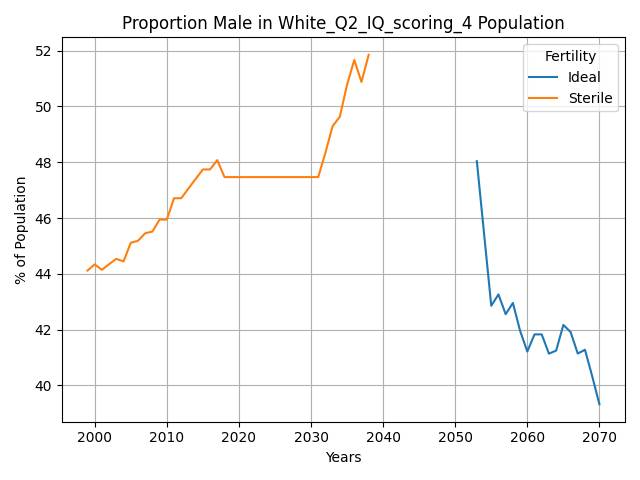 Proportion Male in White_Q2_IQ_scoring_4 Population
Fertility
Ideal
Sterile
% of Population
52
50
48
46
44
42
40
2000 2010 2020 2030 2040 2050 2060 2070
Years